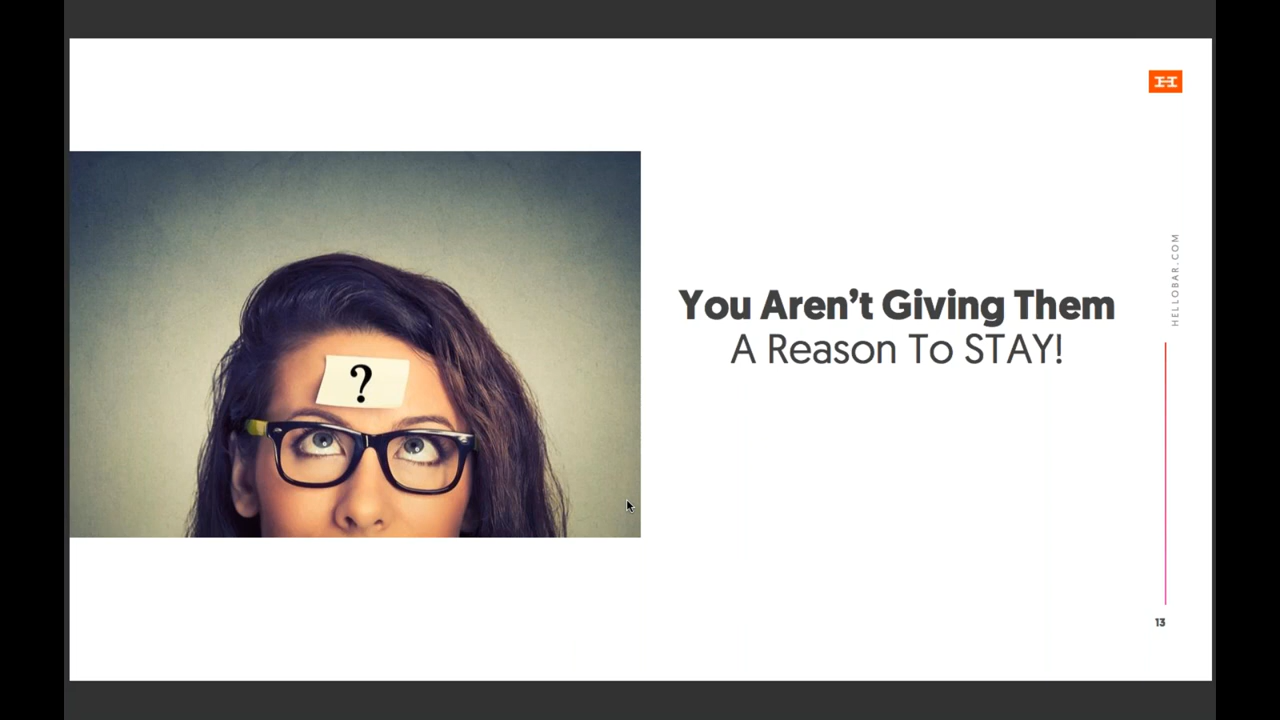 H
?
You Aren't Giving Them
A Reason To STAY!
HELLOBAR.COM
13